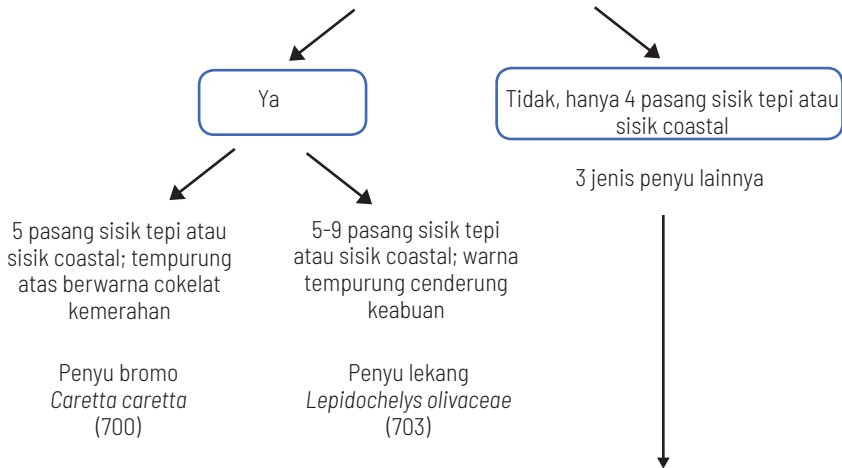 Ya
Tidak, hanya 4 pasang sisik tepi atau
sisik coastal
3 jenis penyu lainnya
5 pasang sisik tepi atau
sisik coastal; tempurung
atas berwarna cokelat
kemerahan
Penyu bromo
Caretta caretta
(700)
5-9 pasang sisik tepi
atau sisik coastal; warna
tempurung cenderung
keabuan
Penyu lekang
Lepidochelys olivaceae
(703)